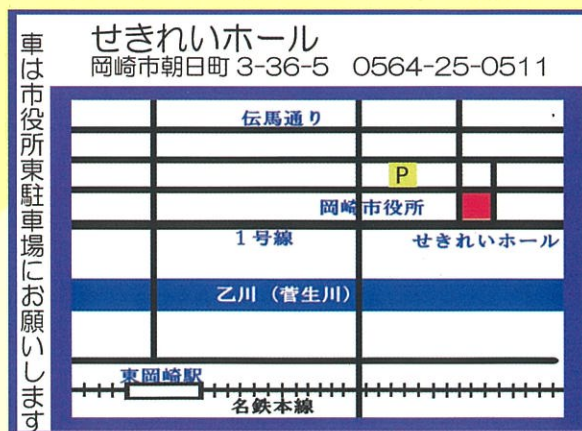 せきれいホール
岡崎市朝日町 3-36-5 0564-25-0511
車は市役所東駐車場にお願いします
伝馬通り
P
岡崎市役所
1号線
せきれいホール
乙川（菅生川）
東岡崎駅
名鉄本線